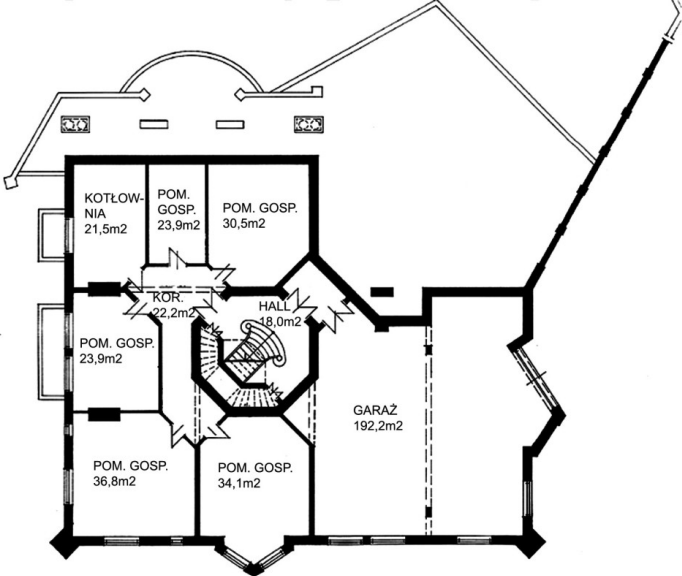 KOTŁOW-
NIA
21,5m2
POM.
GOSP.
23,9m2
POM. GOSP.
30,5m2
KOR.
22,2m2
HALL
18,0m2
POM. GOSP.
23,9m2
GARAŻ
192,2m2
POM. GOSP.
36,8m2
POM. GOSP.
34,1m2